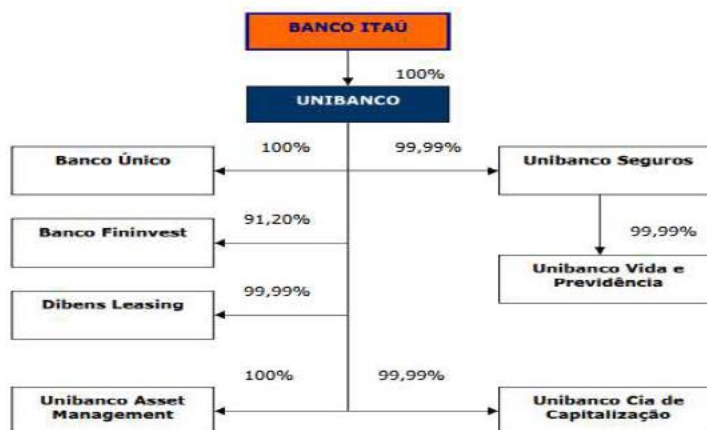 BANCO ITAÚ
100%
UNIBANCO
100%
99,99%
Banco Único
Unibanco Seguros
91,20%
99,99%
Banco Fininvest
Unibanco Vida e
Previdência
99,99%
Dibens Leasing
100%
99,99%
Unibanco Asset
Management
Unibanco Cia de
Capitalização